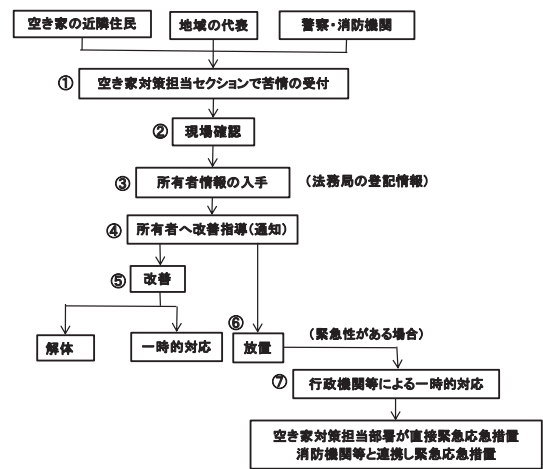 空き家の近隣住民
地域の代表
警察・消防機関
① 空き家対策担当セクションで苦情の受付
② 現場確認
③ 所有者情報の入手 (法務局の登記情報)
④ 所有者へ改善指導(通知)
⑤ 改善
解体
一時的対応
⑥ 放置
(緊急性がある場合)
⑦ 行政機関等による一時的対応
空き家対策担当部署が直接緊急応急措置
消防機関等と連携し緊急応急措置